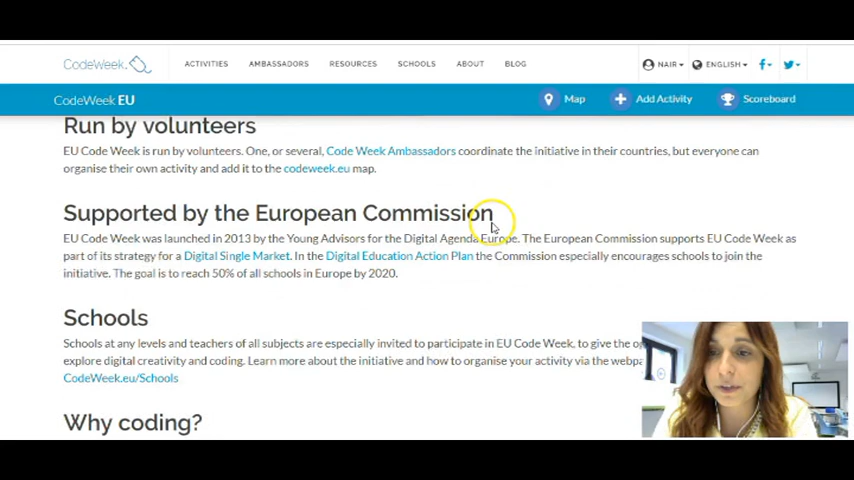 CodeWeek.
ACTIVITIES AMBASSADORS RESOURCES SCHOOLS ABOUT BLOG NAIR ENGLISH
CodeWeek EU Map Add Activity Scoreboard
Run by volunteers
EU Code Week is run by volunteers. One, or several, Code Week Ambassadors coordinate the initiative in their countries, but everyone can
organise their own activity and add it to the codeweek.eu map.
Supported by the European Commission
EU Code Week was launched in 2013 by the Young Advisors for the Digital Agenda Europe. The European Commission supports EU Code Week as
part of its strategy for a Digital Single Market. In the Digital Education Action Plan the Commission especially encourages schools to join the
initiative. The goal is to reach 50% of all schools in Europe by 2020.
Schools
Schools at any levels and teachers of all subjects are especially invited to participate in EU Code Week, to give the
explore digital creativity and coding. Learn more about the initiative and how to organise your activity via the
CodeWeek.eu/Schools
Why coding?